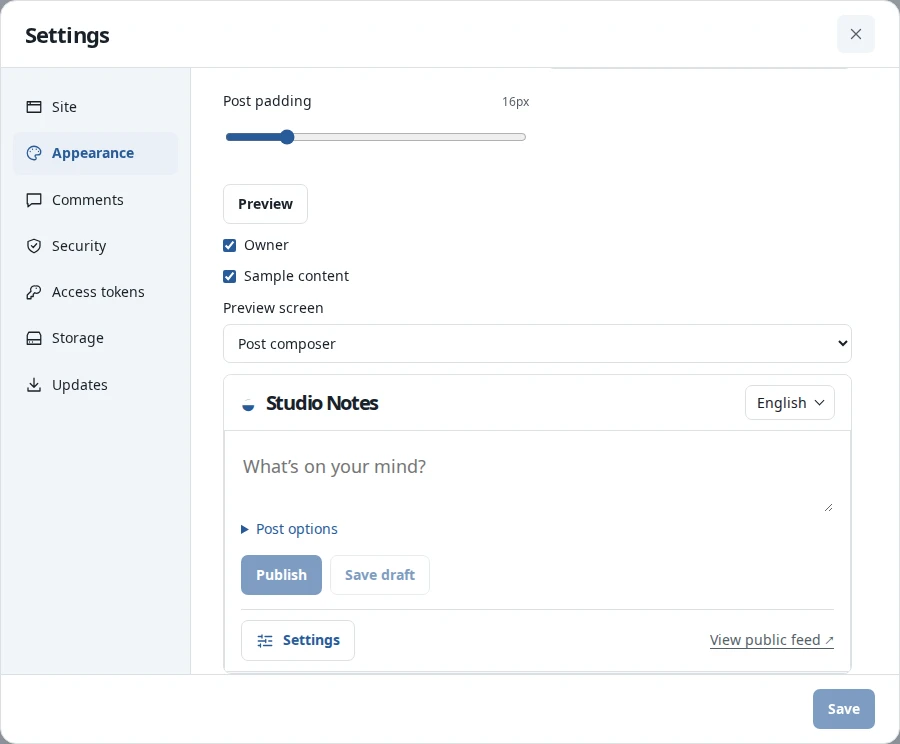 Settings
Site
Appearance
Comments
Security
Access tokens
Storage
Updates
Post padding 16px
Preview
Owner
Sample content
Preview screen
Post composer
Studio Notes English
What's on your mind?
Post options
Publish Save draft
Settings View public feed ↗
Save